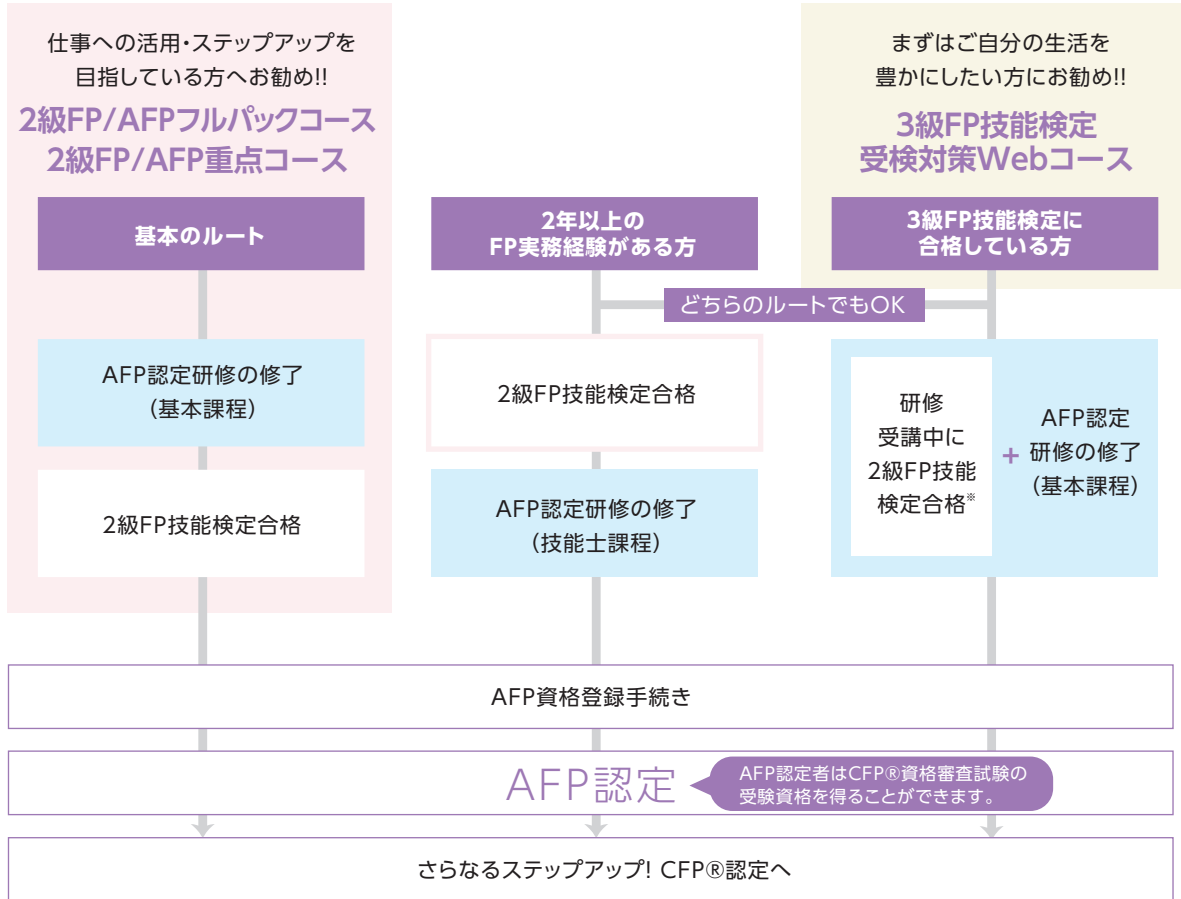 仕事への活用・ステップアップを
目指している方へお勧め!!
2級FP/AFPフルパックコース
2級FP/AFP重点コース
まずはご自分の生活を
豊かにしたい方にお勧め!!
3級FP技能検定
受検対策Webコース
基本のルート
2年以上の
FP実務経験がある方
3級FP技能検定に
合格している方
どちらのルートでもOK
AFP認定研修の修了
(基本課程)
2級FP技能検定合格
2級FP技能検定合格
AFP認定研修の修了
(技能士課程)
研修
受講中に
2級FP技能
検定合格※
+
AFP認定
研修の修了
(基本課程)
AFP資格登録手続き
AFP認定
AFP認定者はCFP®資格審査試験の
受験資格を得ることができます。
さらなるステップアップ! CFP®認定へ